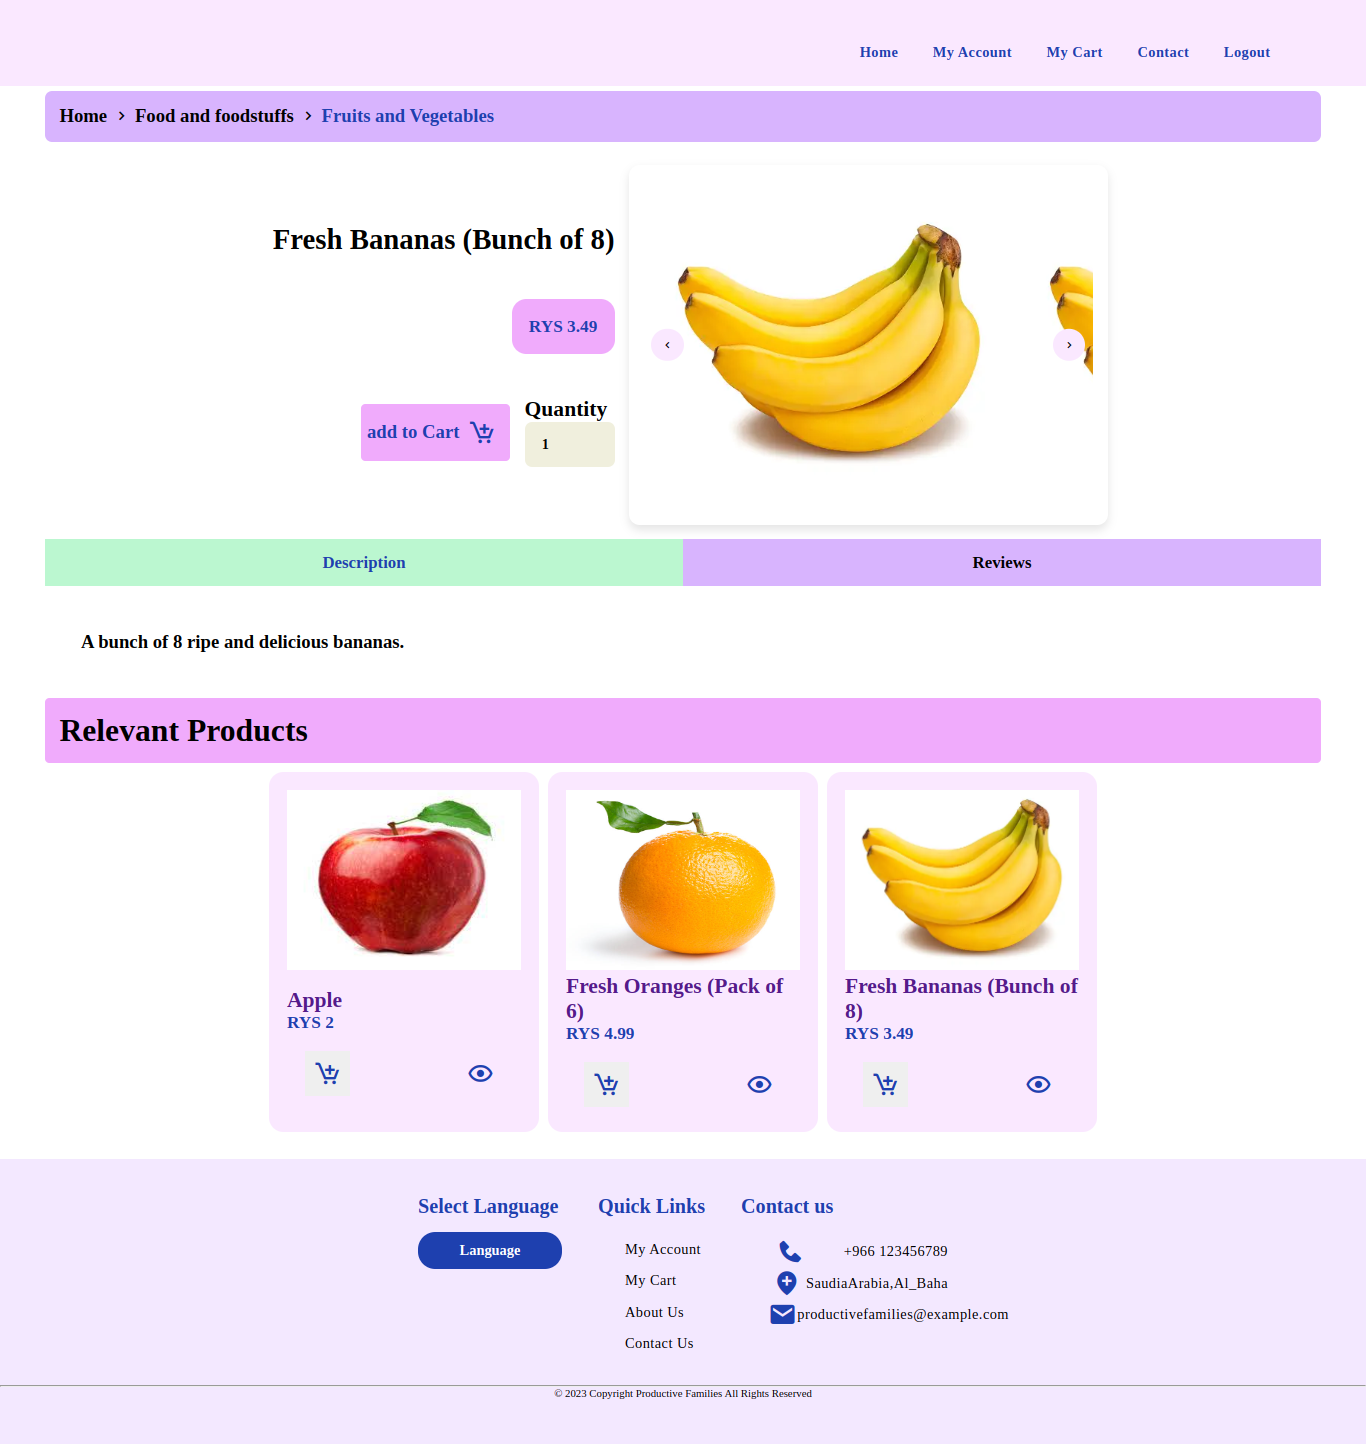 Home My Account My Cart Contact Logout
Home > Food and foodstuffs > Fruits and Vegetables
Fresh Bananas (Bunch of 8)
RYS 3.49
Quantity
add to Cart
1
Description Reviews
A bunch of 8 ripe and delicious bananas.
Relevant Products
Apple
RYS 2
Fresh Oranges (Pack of
6)
RYS 4.99
Fresh Bananas (Bunch of
8)
RYS 3.49
Select Language
Language
Quick Links
My Account
My Cart
About Us
Contact Us
Contact us
+966 123456789
SaudiaArabia,Al_Baha
productivefamilies@example.com
© 2023 Copyright Productive Families All Rights Reserved